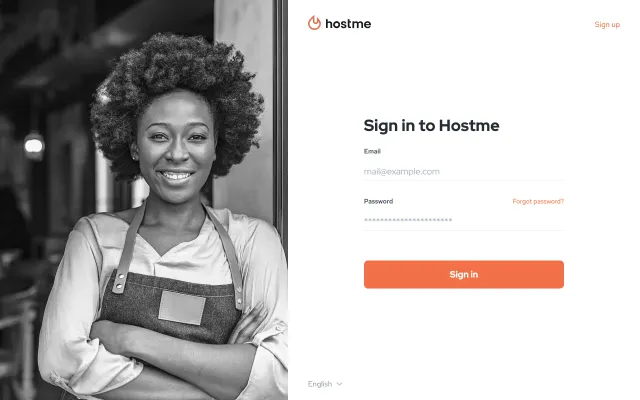 hostme
Sign up
Sign in to Hostme
Email
mail@example.com
Password
Forgot password?
**********************
Sign in
English